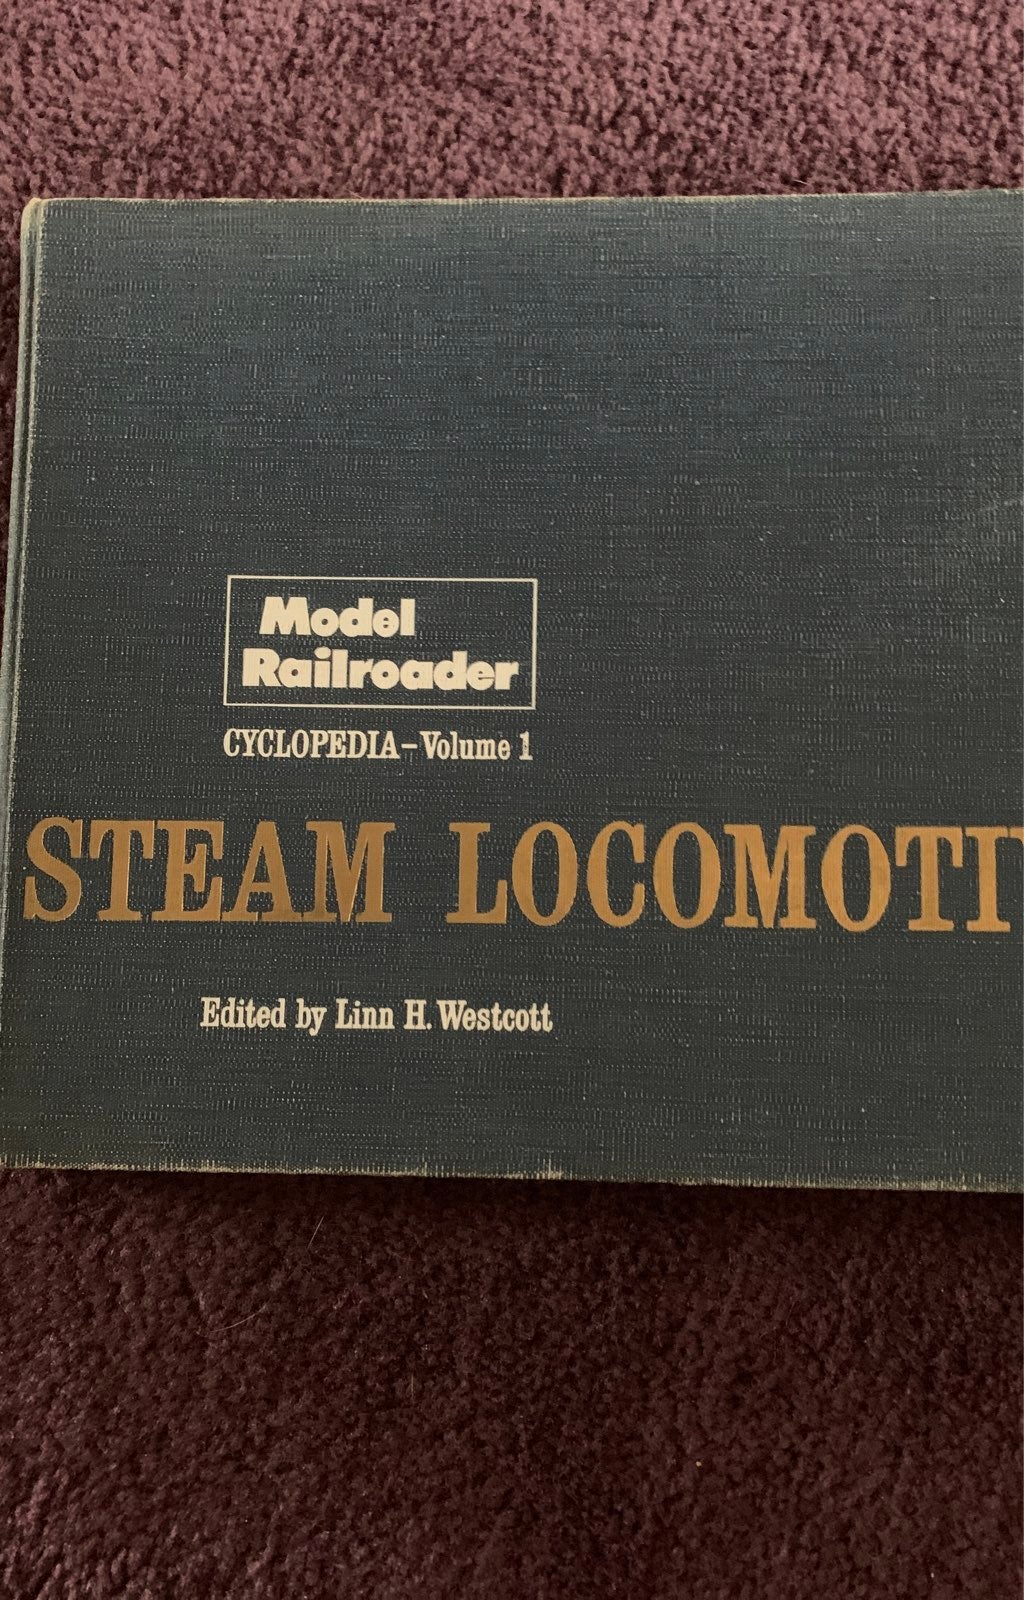 Model
Railroader
CYCLOPEDIA – Volume 1
STEAM LOCOMOTI
Edited by Linn H. Westcott